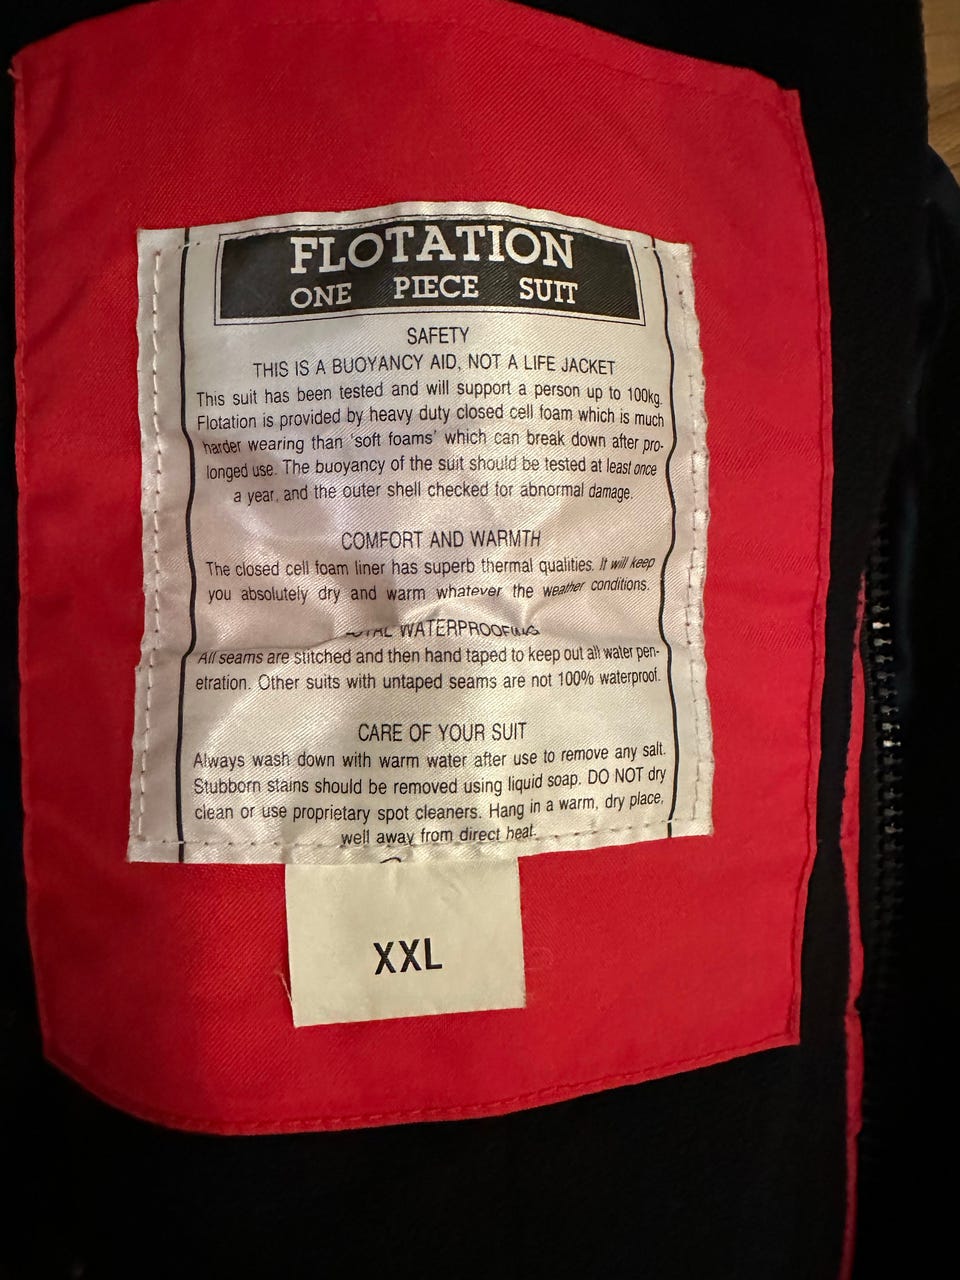 FLOTATION
ONE PIECE SUIT
SAFETY
THIS IS A BUOYANCY AID, NOT A LIFE JACKET
This suit has been tested and will support a person up to 100kg.
Flotation is provided by heavy duty closed cell foam which is much
harder wearing than 'soft foams' which can break down after pro-
longed use. The buoyancy of the suit should be tested at least once
a year, and the outer shell checked for abnormal damage.
COMFORT AND WARMTH
The closed cell foam liner has superb thermal qualities. It will keep
you absolutely dry and warm whatever the weather conditions.
TOTAL WATERPROOFING
All seams are stitched and then hand taped to keep out all water pen-
etration. Other suits with untaped seams are not 100% waterproof.
CARE OF YOUR SUIT
Always wash down with warm water after use to remove any salt.
Stubborn stains should be removed using liquid soap. DO NOT dry
clean or use proprietary spot cleaners. Hang in a warm, dry place,
well away from direct heat.
XXL